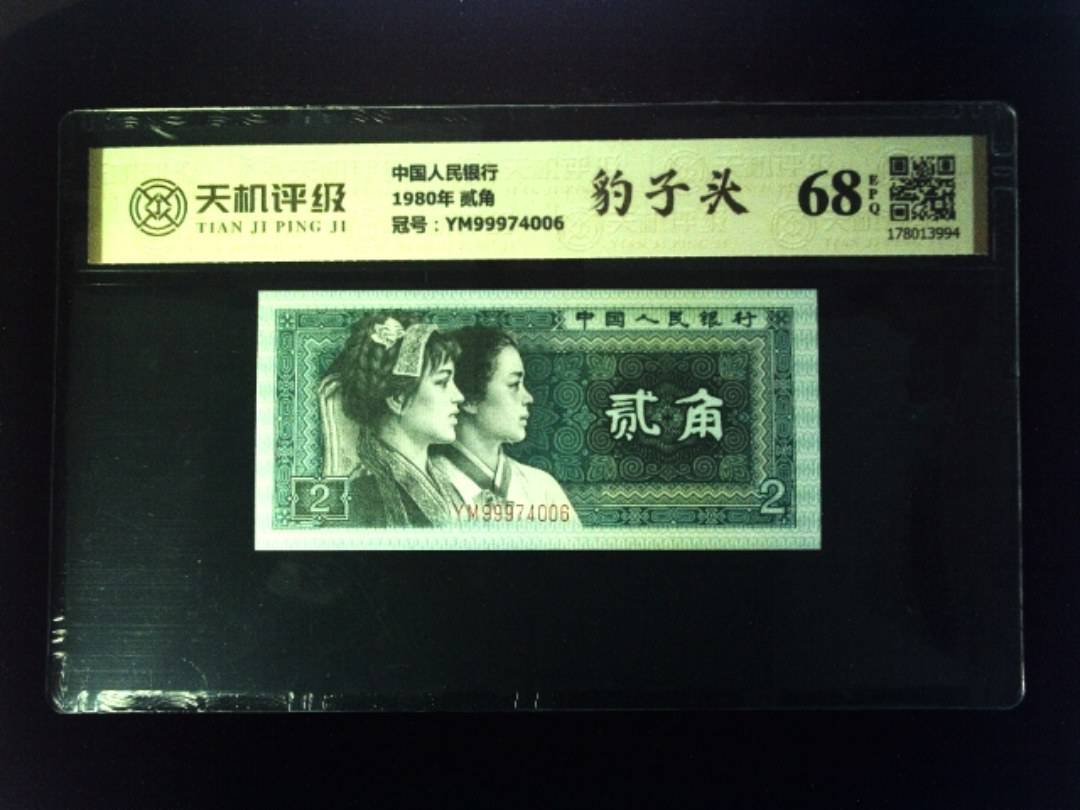 天机评级
TIAN JI PING JI
中国人民银行
1980年 贰角
冠号：YM99974006
豹子头
68
EPQ
178013994
中国人民银行
贰角
2
YM99974006
2